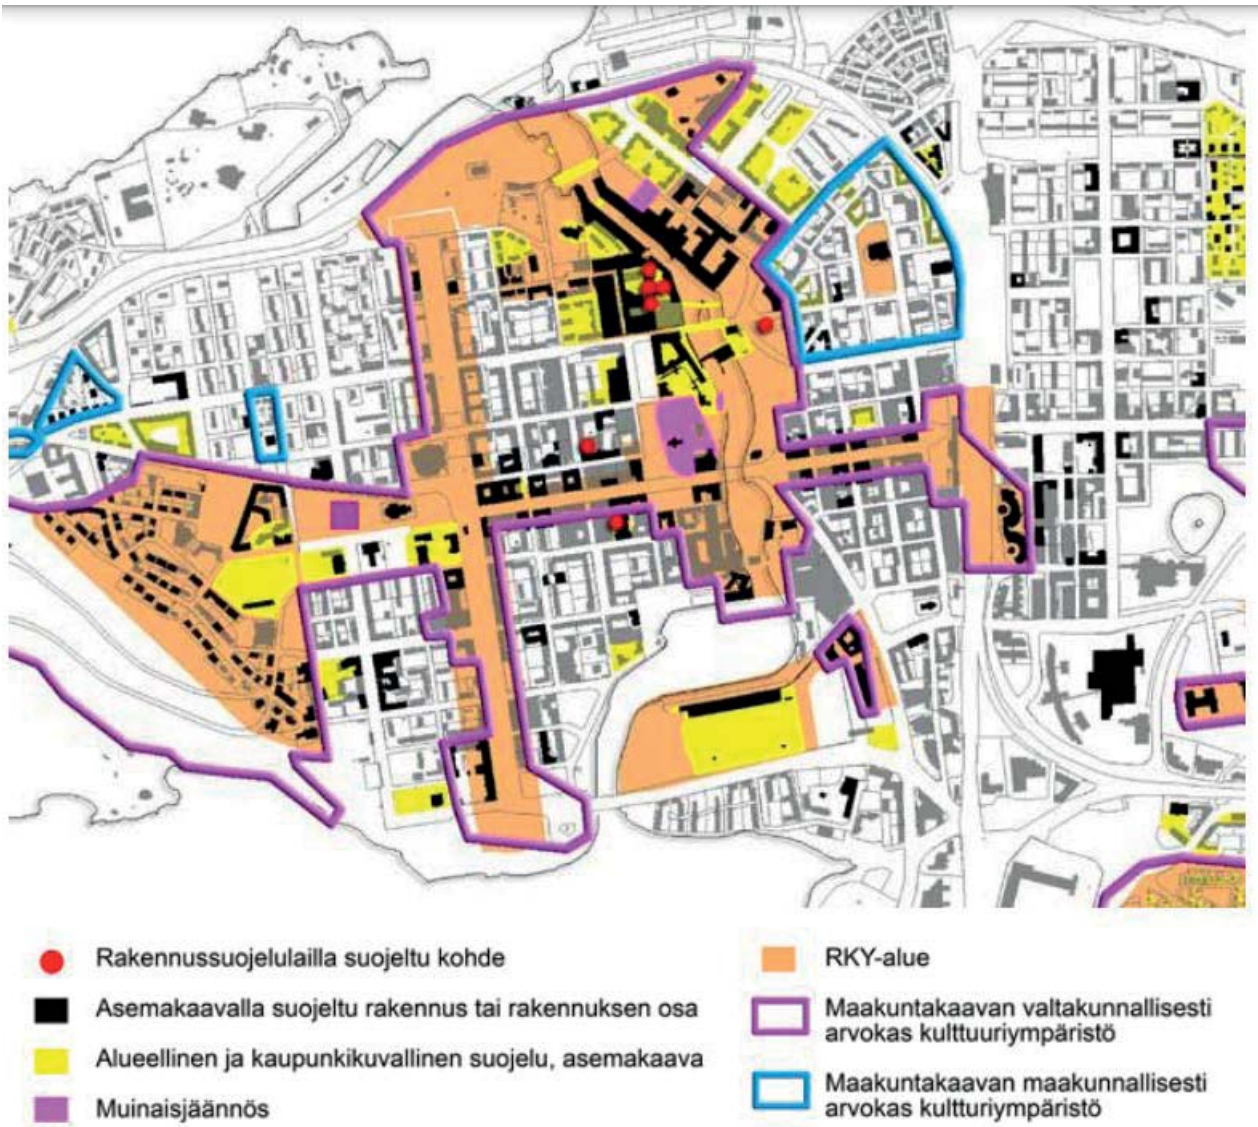 Rakennussuojelulailla suojeltu kohde
Asemakaavalla suojeltu rakennus tai rakennuksen osa
Alueellinen ja kaupunkikuvallinen suojelu, asemakaava
Muinaisjäännös
RKY-alue
Maakuntakaavan valtakunnallisesti
arvokas kulttuuriympäristö
Maakuntakaavan maakunnallisesti
arvokas kultturiympäristö